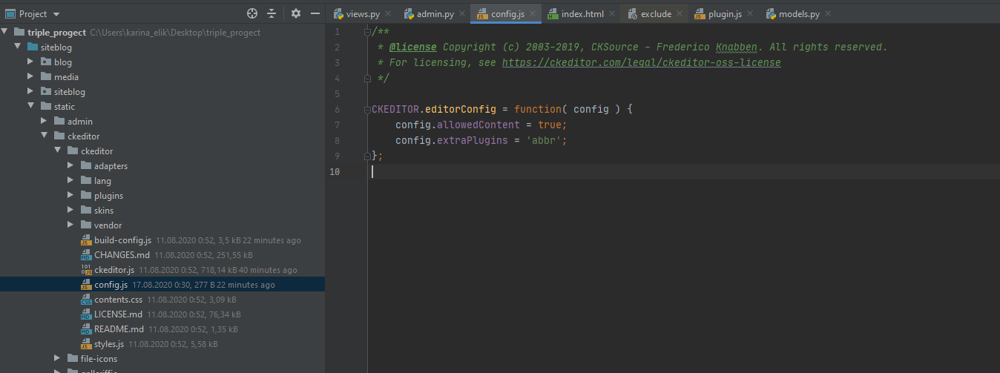 Project
views.py
admin.py
config.js
index.html
exclude
plugin.js
models.py
triple_progect C:\Users\karina_elik\Desktop\triple_progect
siteblog
blog
media
siteblog
static
admin
ckeditor
ckeditor
adapters
lang
plugins
skins
vendor
build-config.js 11.08.2020 0:52, 3,5 kB 22 minutes ago
CHANGES.md 11.08.2020 0:52, 251,55 kB
ckeditor.js 11.08.2020 0:52, 718,14 kB 40 minutes ago
config.js 17.08.2020 0:30, 277 B 22 minutes ago
contents.css 11.08.2020 0:52, 3,09 kB
LICENSE.md 11.08.2020 0:52, 76,34 kB
README.md 11.08.2020 0:52, 1,35 kB
styles.js 11.08.2020 0:52, 5,58 kB
file-icons
1 /**
2 * @license Copyright (c) 2003-2019, CKSource - Frederico Knabben. All rights reserved.
3 * For licensing, see https://ckeditor.com/legal/ckeditor-oss-license
4 */
5
6 CKEDITOR.editorConfig = function( config ) {
7 config.allowedContent = true;
8 config.extraPlugins = 'abbr';
9 };
10